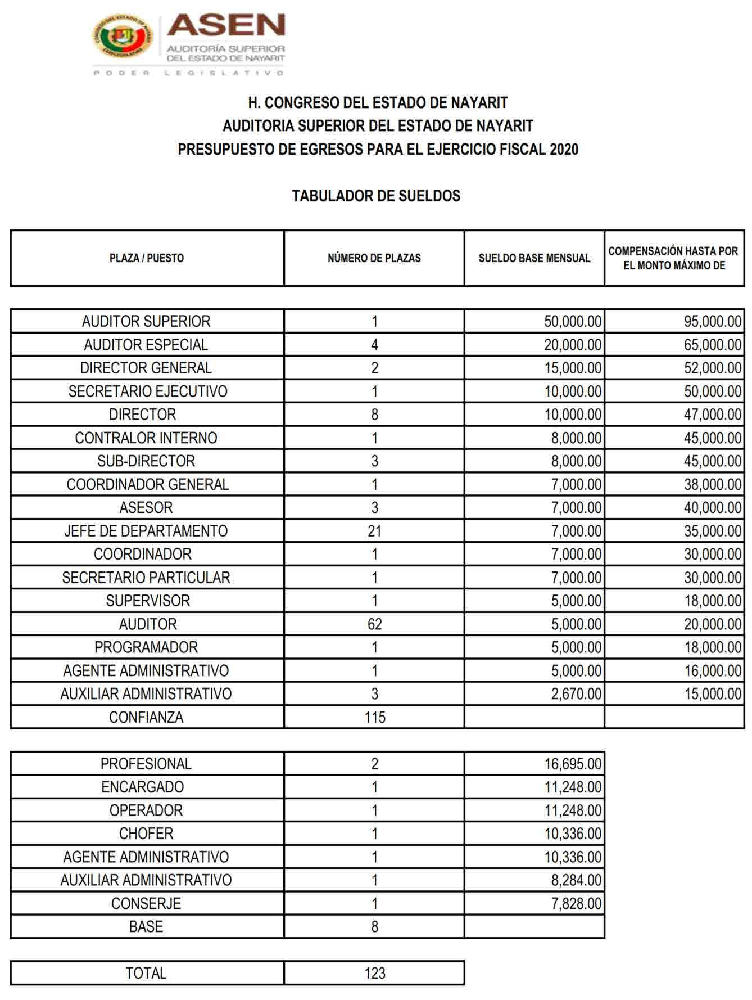 ASEN
AUDITORÍA SUPERIOR
DEL ESTADO DE NAYARIT
PODER LEGISLATIVO
H. CONGRESO DEL ESTADO DE NAYARIT
AUDITORIA SUPERIOR DEL ESTADO DE NAYARIT
PRESUPUESTO DE EGRESOS PARA EL EJERCICIO FISCAL 2020
TABULADOR DE SUELDOS
PLAZA / PUESTO NÚMERO DE PLAZAS SUELDO BASE MENSUAL COMPENSACIÓN HASTA POR
EL MONTO MÁXIMO DE
AUDITOR SUPERIOR 1 50,000.00 95,000.00
AUDITOR ESPECIAL 4 20,000.00 65,000.00
DIRECTOR GENERAL 2 15,000.00 52,000.00
SECRETARIO EJECUTIVO 1 10,000.00 50,000.00
DIRECTOR 8 10,000.00 47,000.00
CONTRALOR INTERNO 1 8,000.00 45,000.00
SUB-DIRECTOR 3 8,000.00 45,000.00
COORDINADOR GENERAL 1 7,000.00 38,000.00
ASESOR 3 7,000.00 40,000.00
JEFE DE DEPARTAMENTO 21 7,000.00 35,000.00
COORDINADOR 1 7,000.00 30,000.00
SECRETARIO PARTICULAR 1 7,000.00 30,000.00
SUPERVISOR 1 5,000.00 18,000.00
AUDITOR 62 5,000.00 20,000.00
PROGRAMADOR 1 5,000.00 18,000.00
AGENTE ADMINISTRATIVO 1 5,000.00 16,000.00
AUXILIAR ADMINISTRATIVO 3 2,670.00 15,000.00
CONFIANZA 115
PROFESIONAL 2 16,695.00
ENCARGADO 1 11,248.00
OPERADOR 1 11,248.00
CHOFER 1 10,336.00
AGENTE ADMINISTRATIVO 1 10,336.00
AUXILIAR ADMINISTRATIVO 1 8,284.00
CONSERJE 1 7,828.00
BASE 8
TOTAL 123